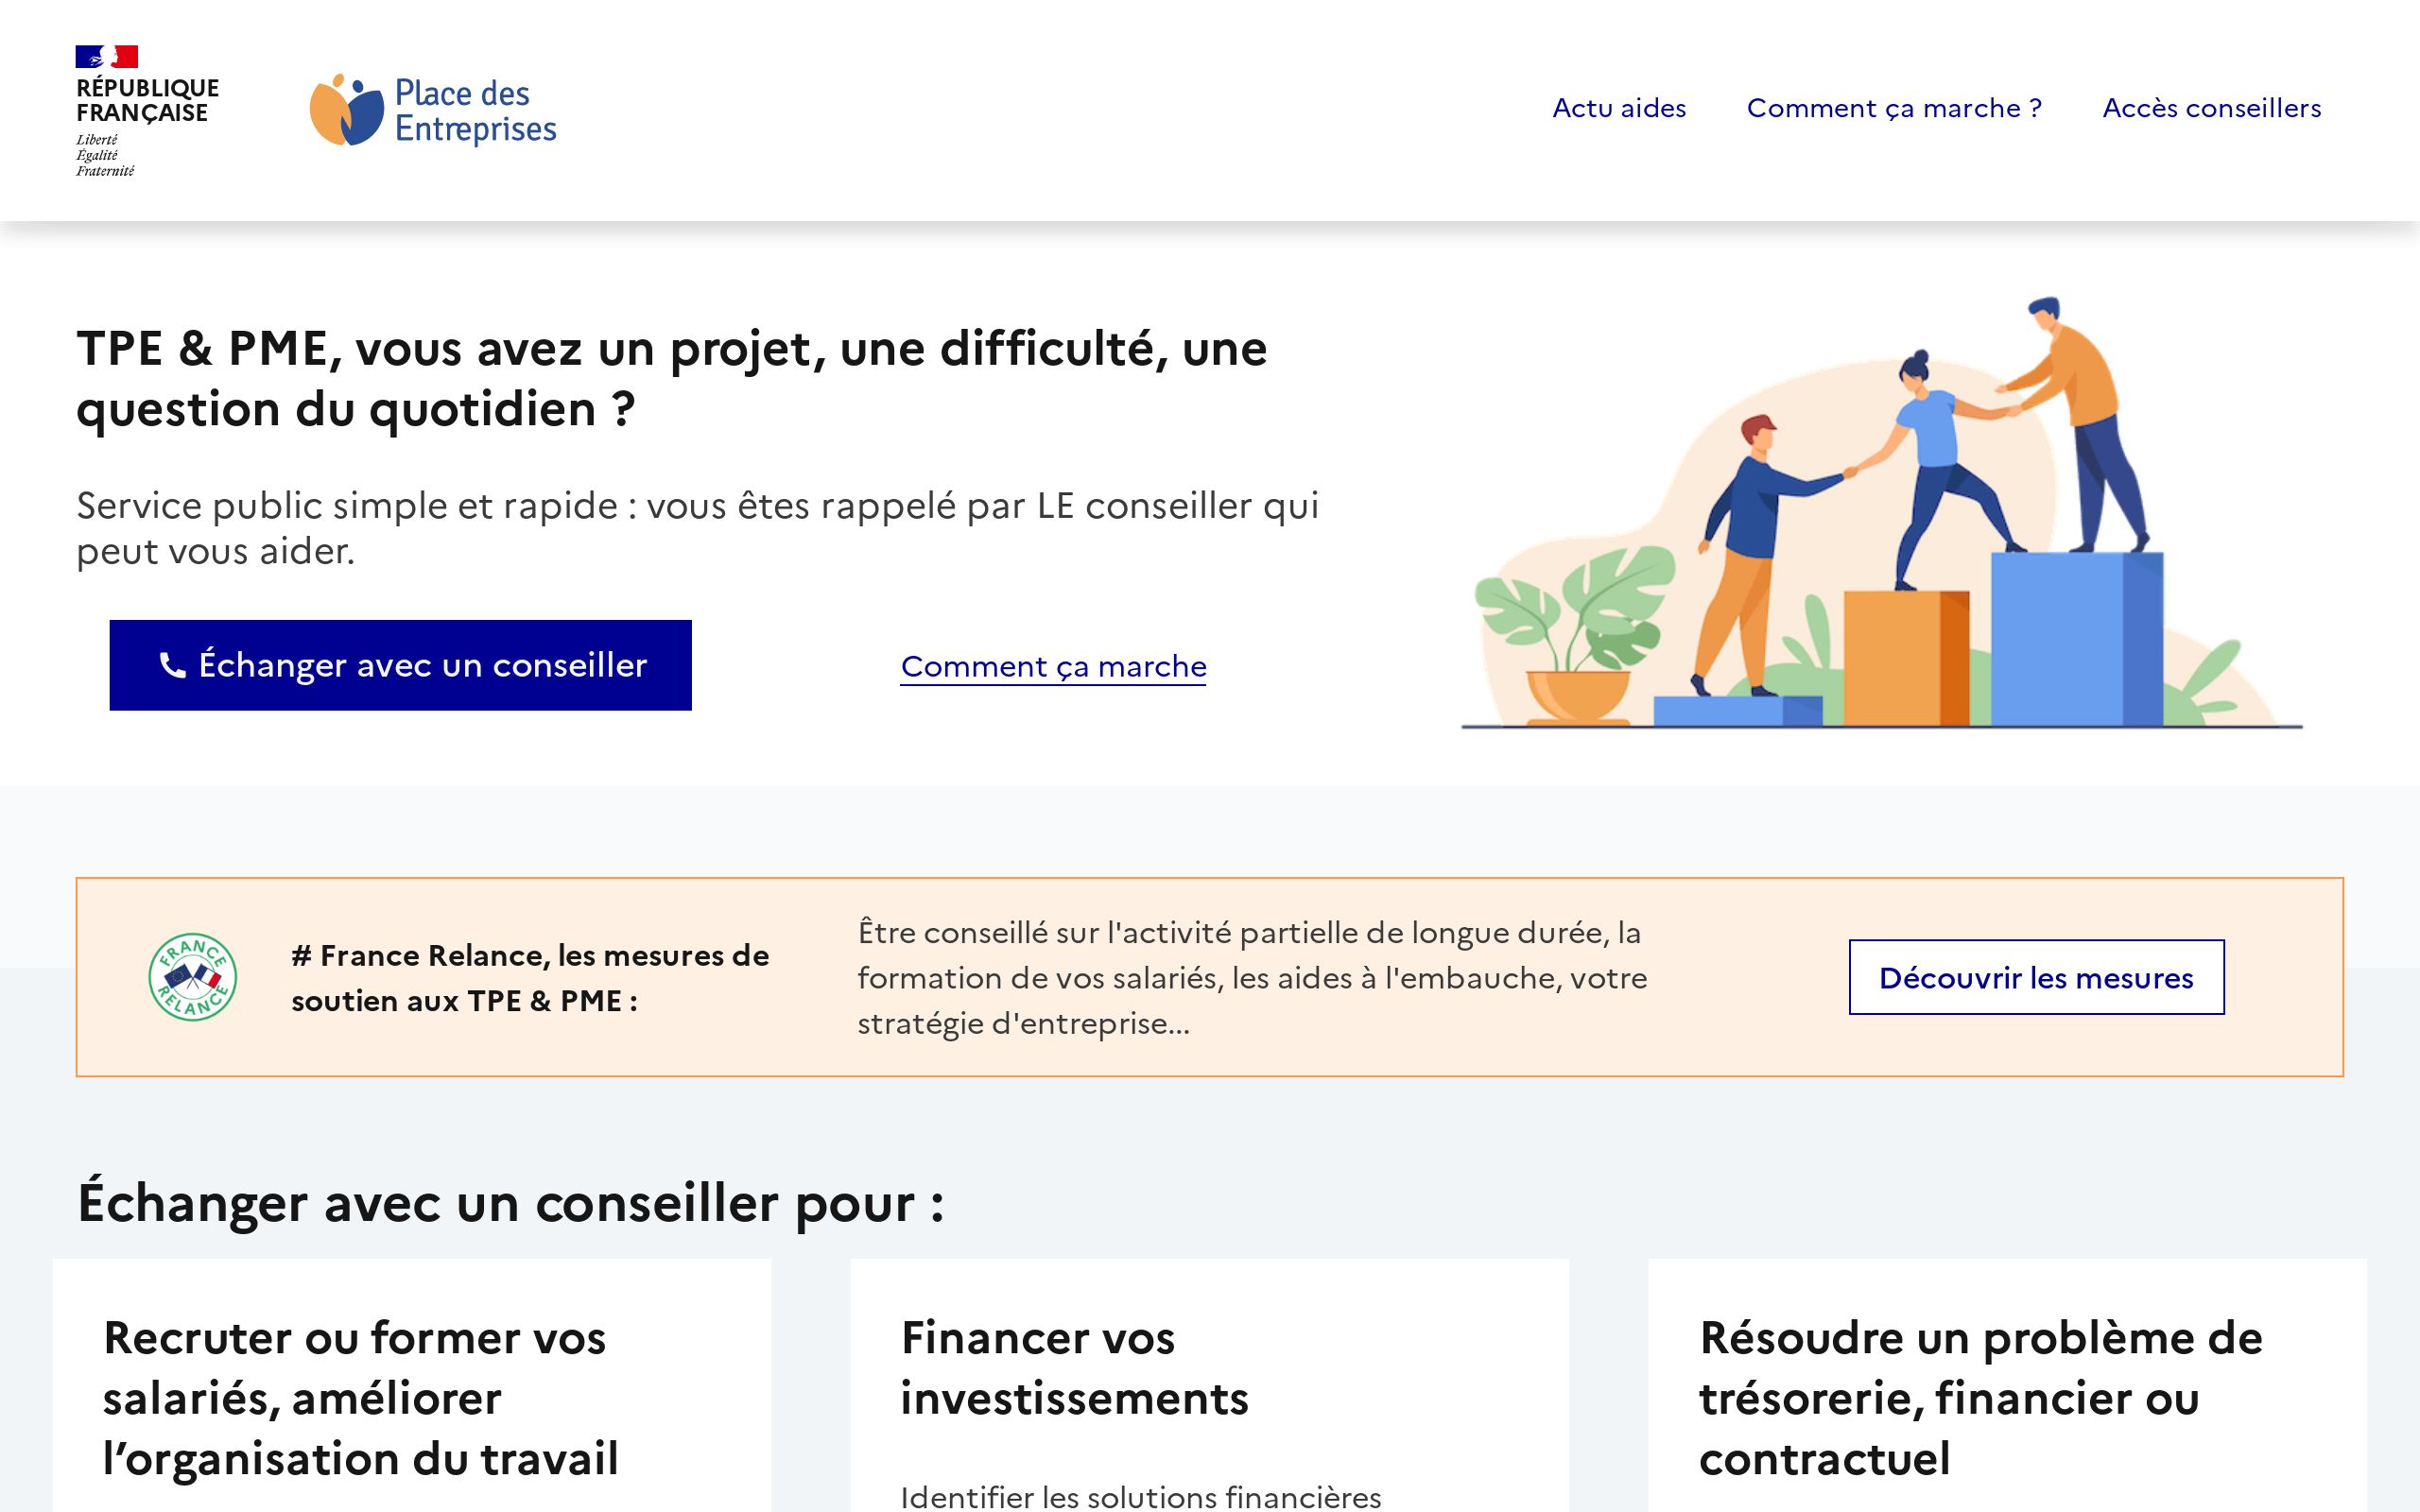 RÉPUBLIQUE
FRANÇAISE
Liberté
Égalité
Fraternité
Place des
Entreprises
Actu aides
Comment ça marche ?
Accès conseillers
TPE & PME, vous avez un projet, une difficulté, une
question du quotidien ?
Service public simple et rapide : vous êtes rappelé par LE conseiller qui
peut vous aider.
Échanger avec un conseiller
Comment ça marche
FRANCE
RELANCE
# France Relance, les mesures de
soutien aux TPE & PME :
Être conseillé sur l'activité partielle de longue durée, la
formation de vos salariés, les aides à l'embauche, votre
stratégie d'entreprise...
Découvrir les mesures
Échanger avec un conseiller pour :
Recruter ou former vos
salariés, améliorer
l’organisation du travail
Financer vos
investissements
Identifier les solutions financières
Résoudre un problème de
trésorerie, financier ou
contractuel